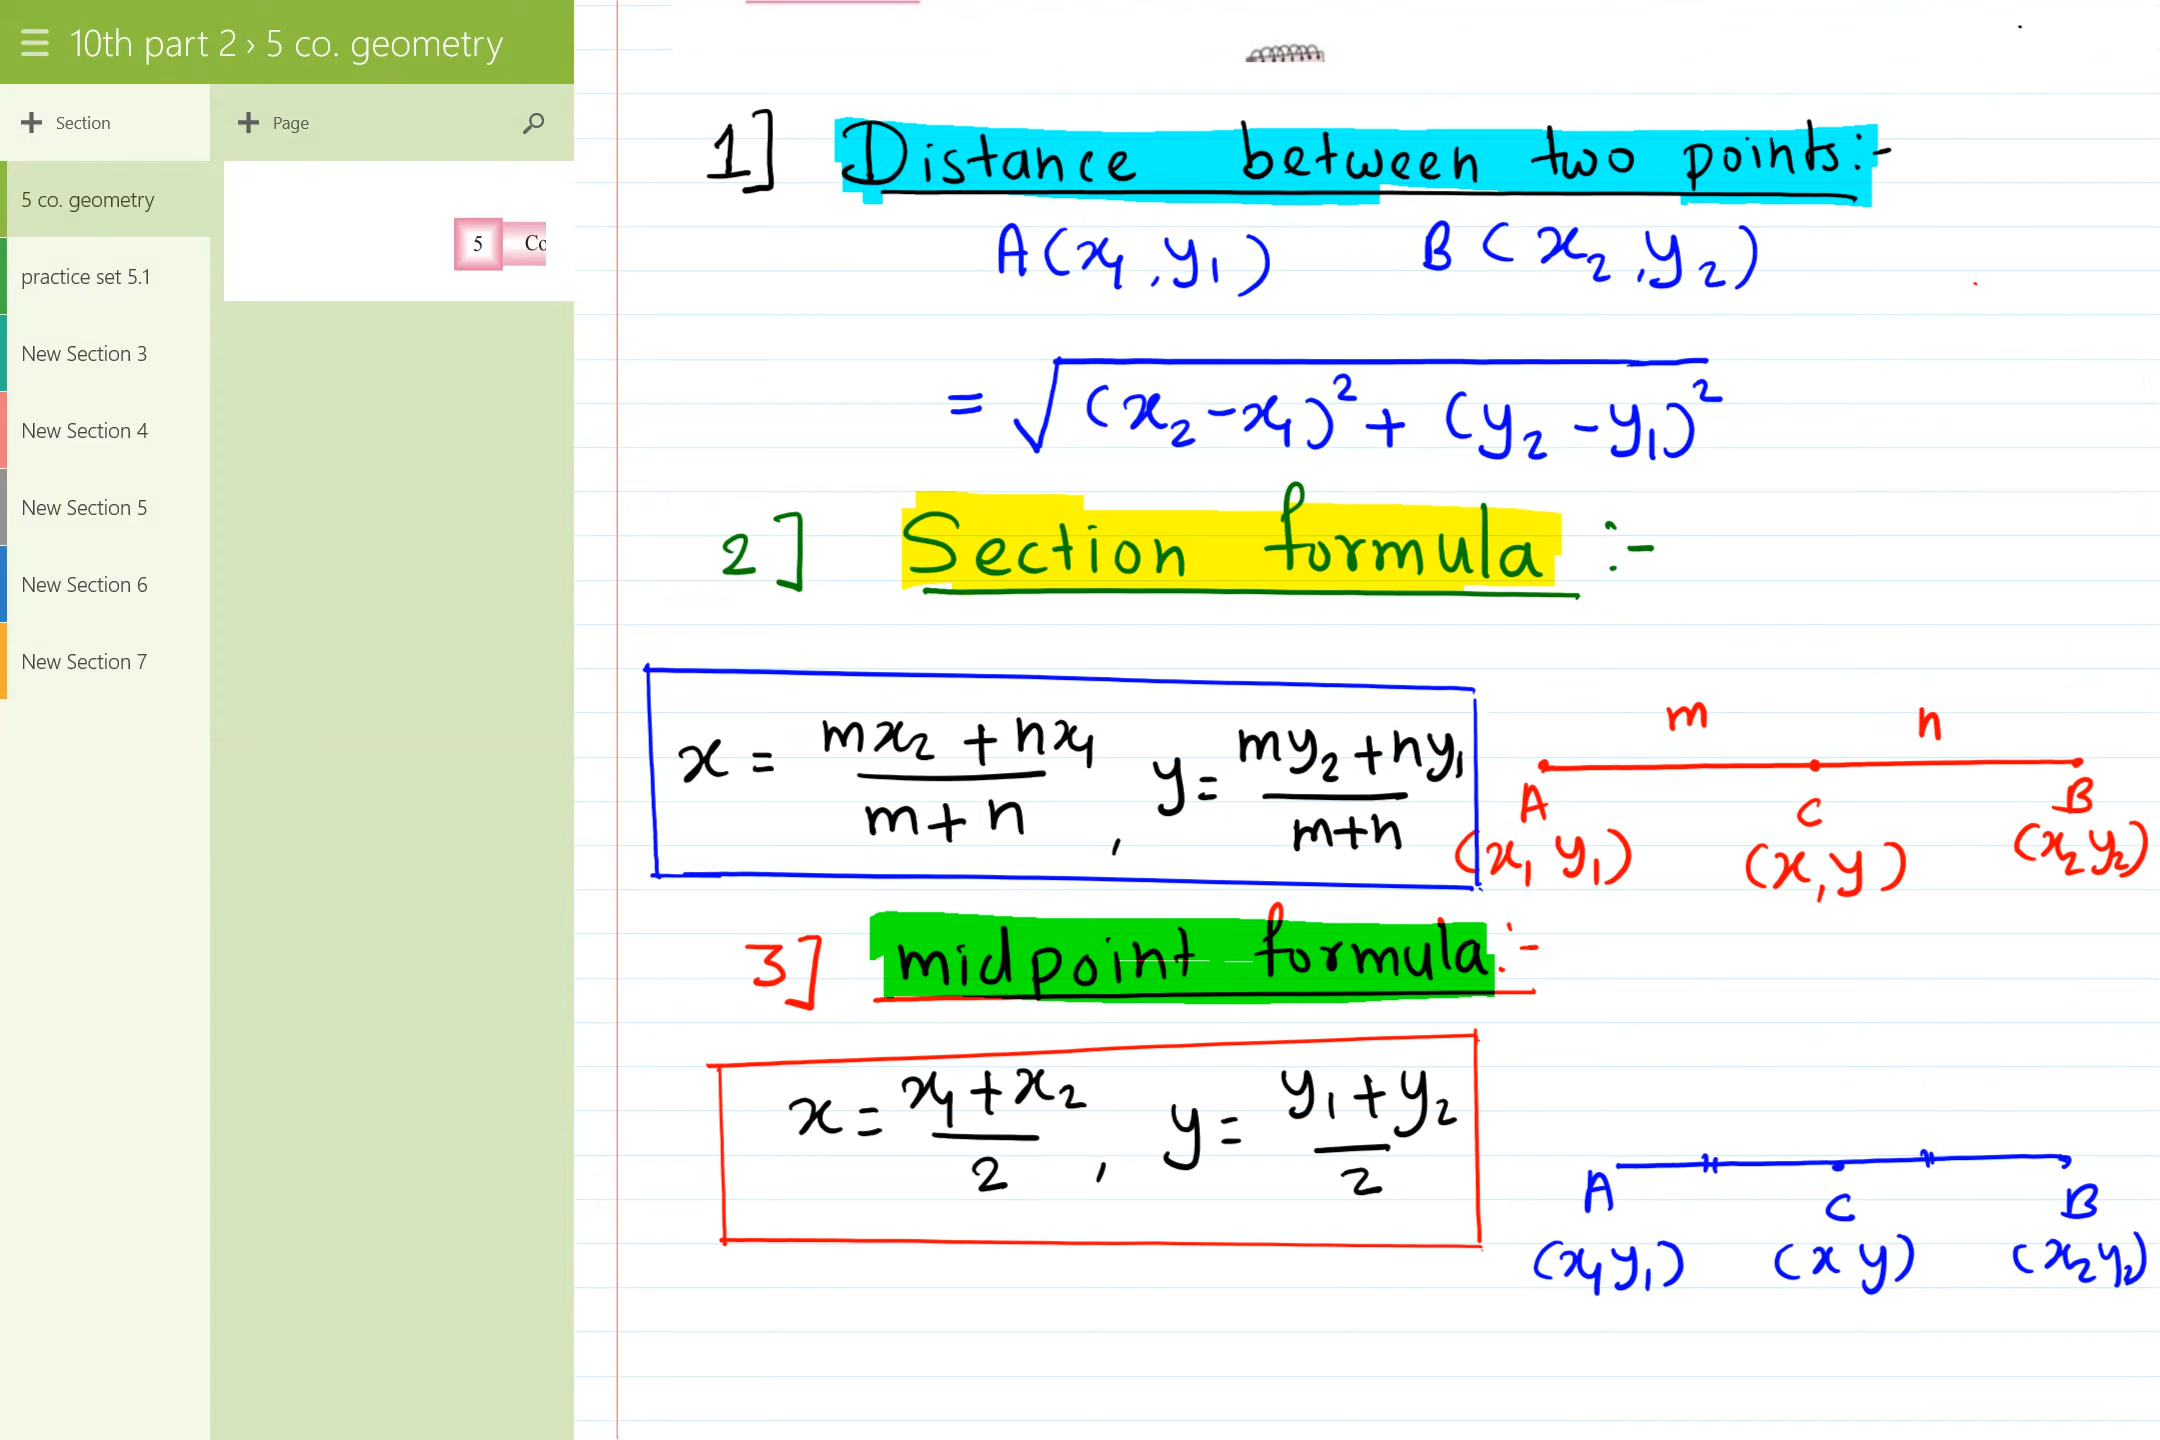 10th part 2 › 5 co. geometry
+ Section
+ Page
5 co. geometry
practice set 5.1
New Section 3
New Section 4
New Section 5
New Section 6
New Section 7
5 Co
1] Distance between two points:-
A(x₁,y₁) B(x₂,y₂)
= √(x₂-x₁)² + (y₂-y₁)²
2] Section formula :-
x = mx₂ + nx₁ / m+n , y = my₂+ny₁ / m+n
m n
A C B
(x₁ y₁) (x,y) (x₂ y₂)
3] midpoint formula:-
x = x₁+x₂ / 2 , y = y₁+y₂ / 2
A C B
(x₁ y₁) (x y) (x₂ y₂)